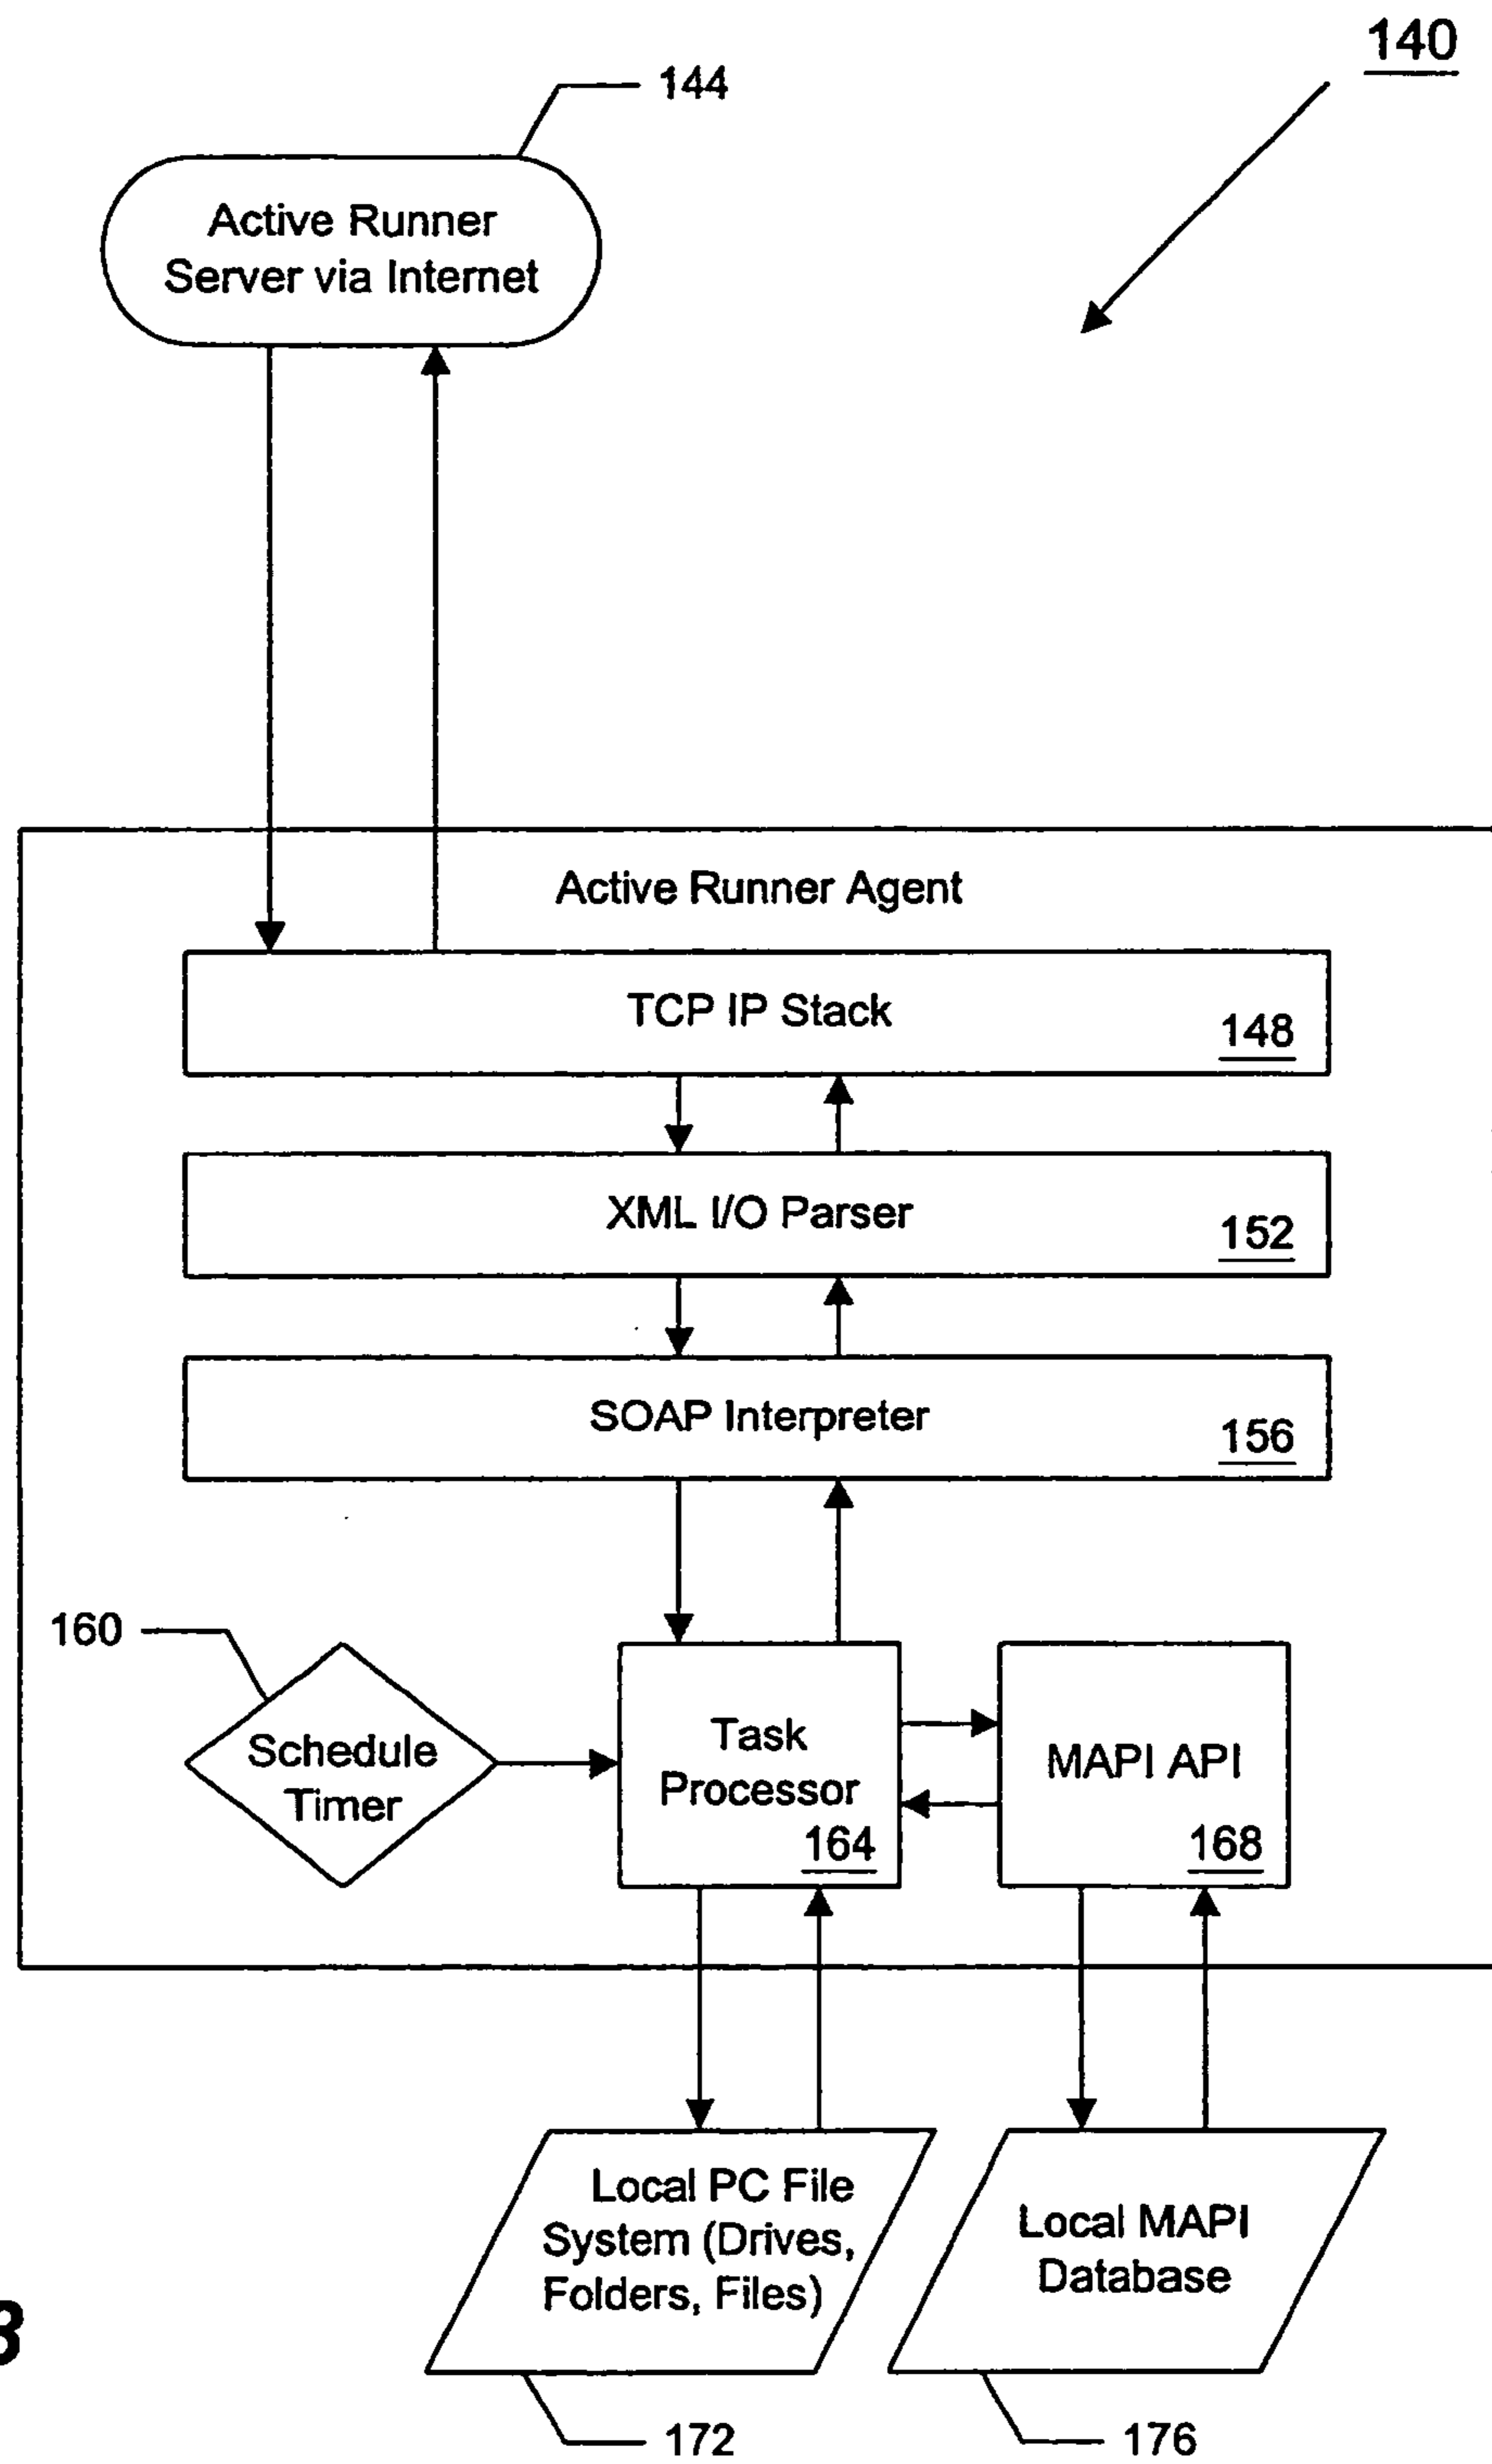 140
144
Active Runner
Server via Internet
Active Runner Agent
TCP IP Stack
148
XML I/O Parser
152
SOAP Interpreter
156
160
Schedule
Timer
Task
Processor
164
MAPI API
168
Local PC File
System (Drives,
Folders, Files)
Local MAPI
Database
172
176